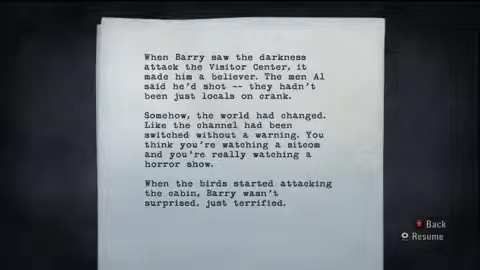 When Barry saw the darkness
attack the Visitor Center, it
made him a believer. The men Al
said he'd shot -- they hadn't
been just locals on crank.
Somehow, the world had changed.
Like the channel had been
switched without a warning. You
think you're watching a sitcom
and you're really watching a
horror show.
When the birds started attacking
the cabin, Barry wasn't
surprised, just terrified.
Back
Resume